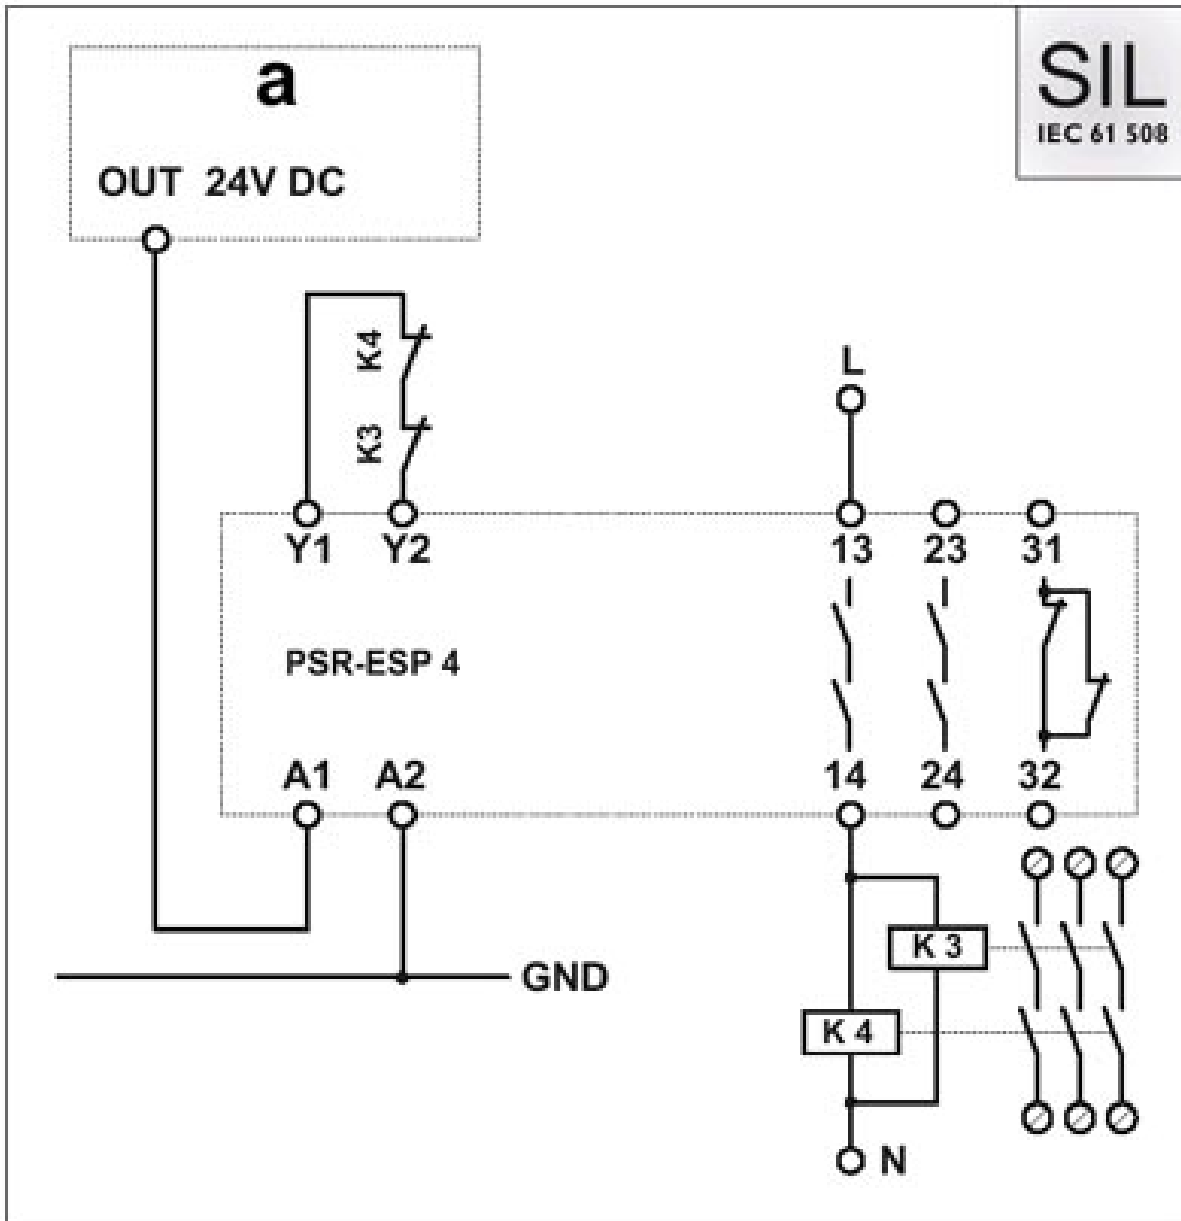 a
SIL
IEC 61 508
OUT 24V DC
K4
K3
L
Y1 Y2 13 23 31
PSR-ESP 4
A1 A2 14 24 32
K 3
GND
K 4
N